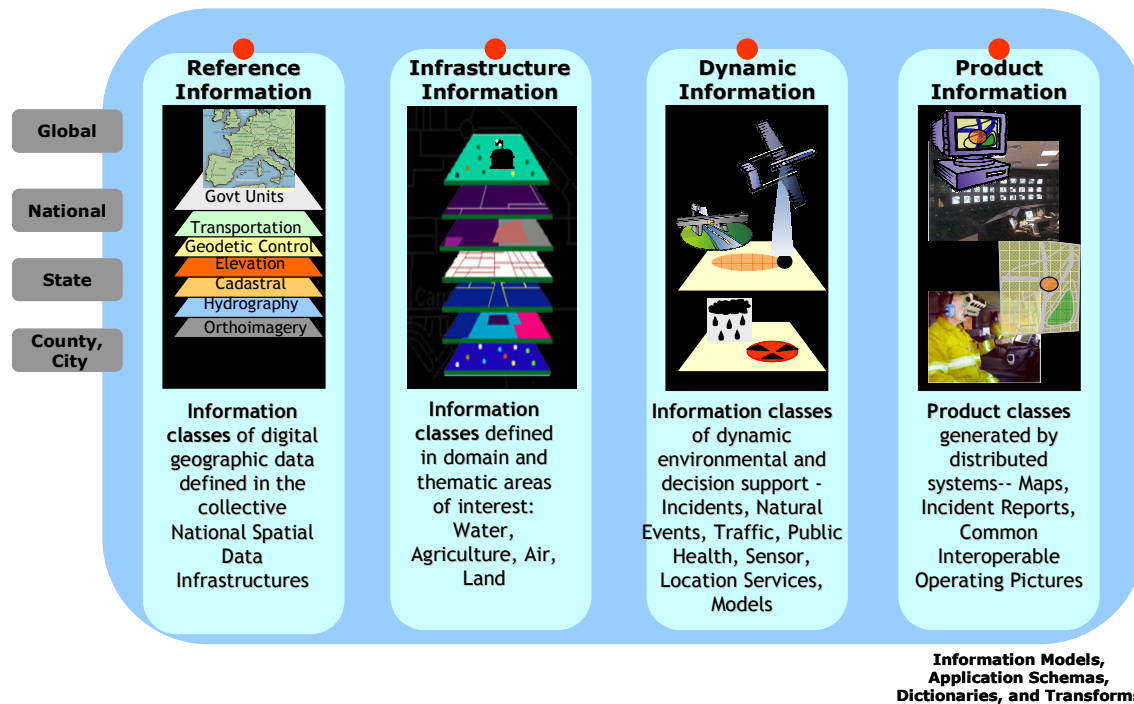 Reference
Information
Infrastructure
Information
Dynamic
Information
Product
Information
Global
National
State
County,
City
Govt Units
Transportation
Geodetic Control
Elevation
Cadastral
Hydrography
Orthoimagery
Information
classes of digital
geographic data
defined in the
collective
National Spatial
Data
Infrastructures
Information
classes defined
in domain and
thematic areas
of interest:
Water,
Agriculture, Air,
Land
Information classes
of dynamic
environmental and
decision support -
Incidents, Natural
Events, Traffic, Public
Health, Sensor,
Location Services,
Models
Product classes
generated by
distributed
systems-- Maps,
Incident Reports,
Common
Interoperable
Operating Pictures
Information Models,
Application Schemas,
Dictionaries, and Transforms